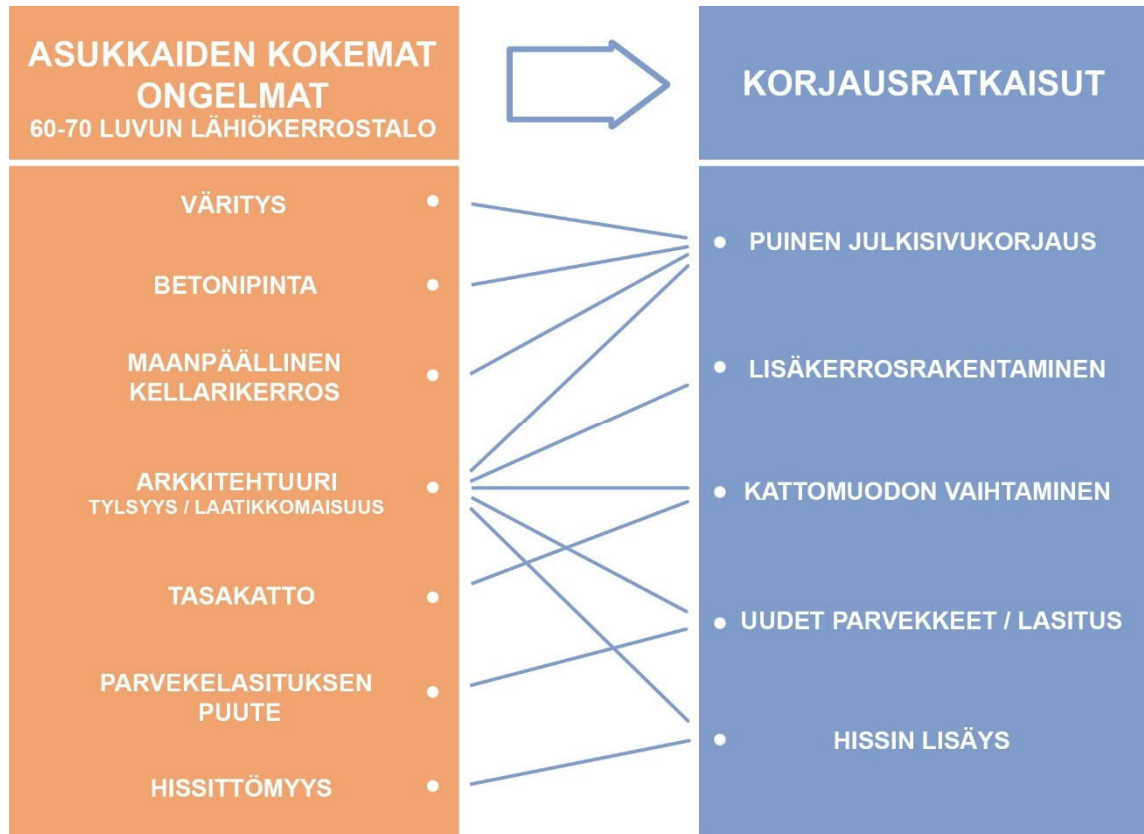 ASUKKAIDEN KOKEMAT
ONGELMAT
60-70 LUVUN LÄHIÖKERROSTALO
VÄRITYS
BETONIPINTA
MAANPÄÄLLINEN
KELLARIKERROS
ARKKITEHTUURI
TYLSYYS / LAATIKKOMAISUUS
TASAKATTO
PARVEKELASITUKSEN
PUUTE
HISSITTÖMYYS
KORJAUSRATKAISUT
PUINEN JULKISIVUKORJAUS
LISÄKERROSRAKENTAMINEN
KATTOMUODON VAIHTAMINEN
UUDET PARVEKKEET / LASITUS
HISSIN LISÄYS